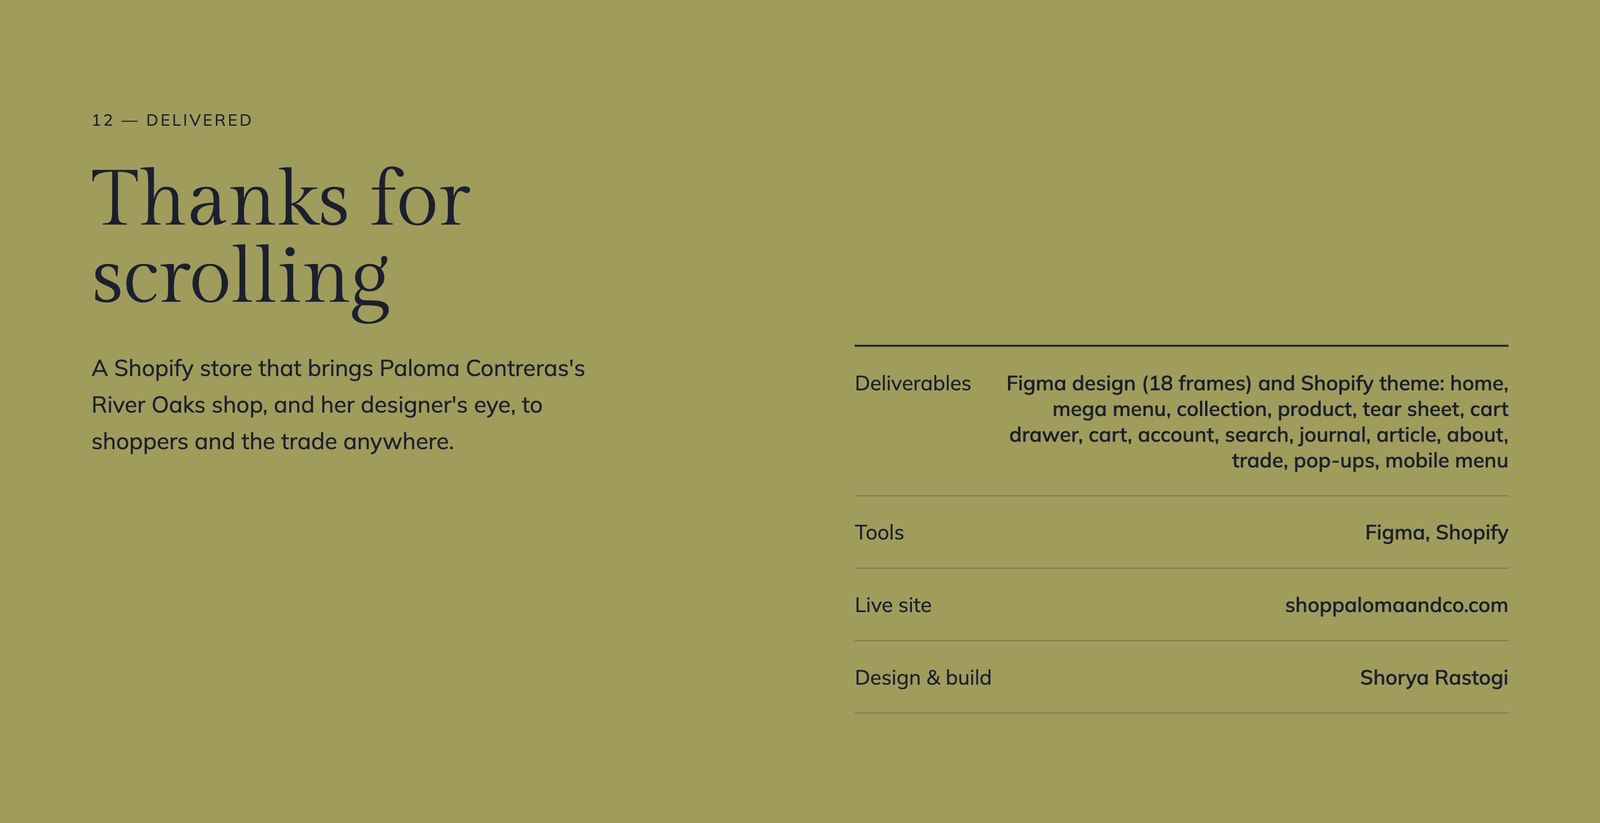 12 — DELIVERED
Thanks for
scrolling
A Shopify store that brings Paloma Contreras's
River Oaks shop, and her designer's eye, to
shoppers and the trade anywhere.
Deliverables
Figma design (18 frames) and Shopify theme: home,
mega menu, collection, product, tear sheet, cart
drawer, cart, account, search, journal, article, about,
trade, pop-ups, mobile menu
Tools
Figma, Shopify
Live site
shoppalomaandco.com
Design & build
Shorya Rastogi